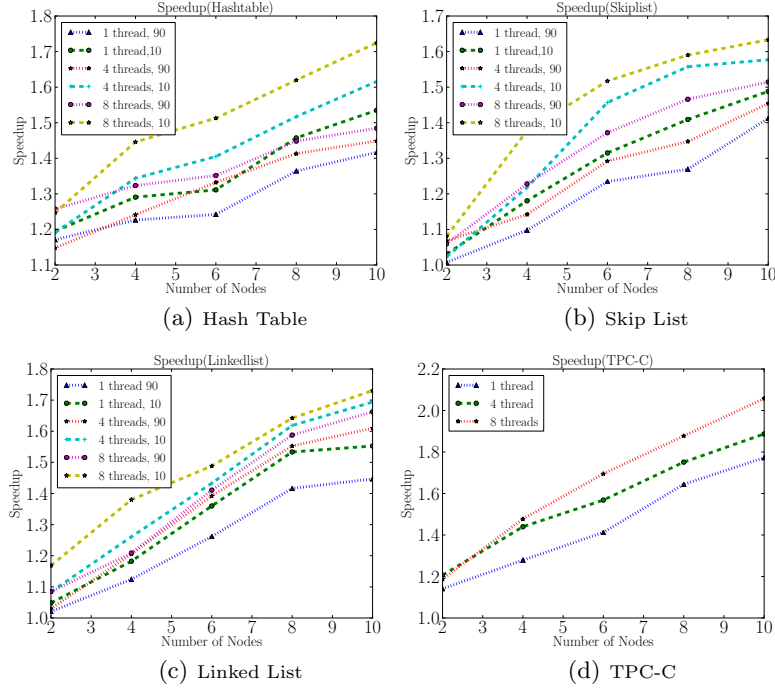 Speedup(Hashtable)
1.8
1.7
1.6
1.5
1.4
1.3
1.2
1.1
Speedup
1 thread, 90
1 thread,10
4 threads, 90
4 threads, 10
8 threads, 90
8 threads, 10
2 3 4 5 6 7 8 9 10
Number of Nodes
(a) Hash Table
Speedup(Skiplist)
1.7
1.6
1.5
1.4
1.3
1.2
1.1
1.0
Speedup
1 thread, 90
1 thread,10
4 threads, 90
4 threads, 10
8 threads, 90
8 threads, 10
2 3 4 5 6 7 8 9 10
Number of Nodes
(b) Skip List
Speedup(Linkedlist)
1.8
1.7
1.6
1.5
1.4
1.3
1.2
1.1
1.0
Speedup
1 thread 90
1 thread, 10
4 threads, 90
4 threads, 10
8 threads, 90
8 threads, 10
2 3 4 5 6 7 8 9 10
Number of Nodes
(c) Linked List
Speedup(TPC-C)
2.2
2.0
1.8
1.6
1.4
1.2
1.0
Speedup
1 thread
4 thread
8 threads
2 3 4 5 6 7 8 9 10
Number of Nodes
(d) TPC-C